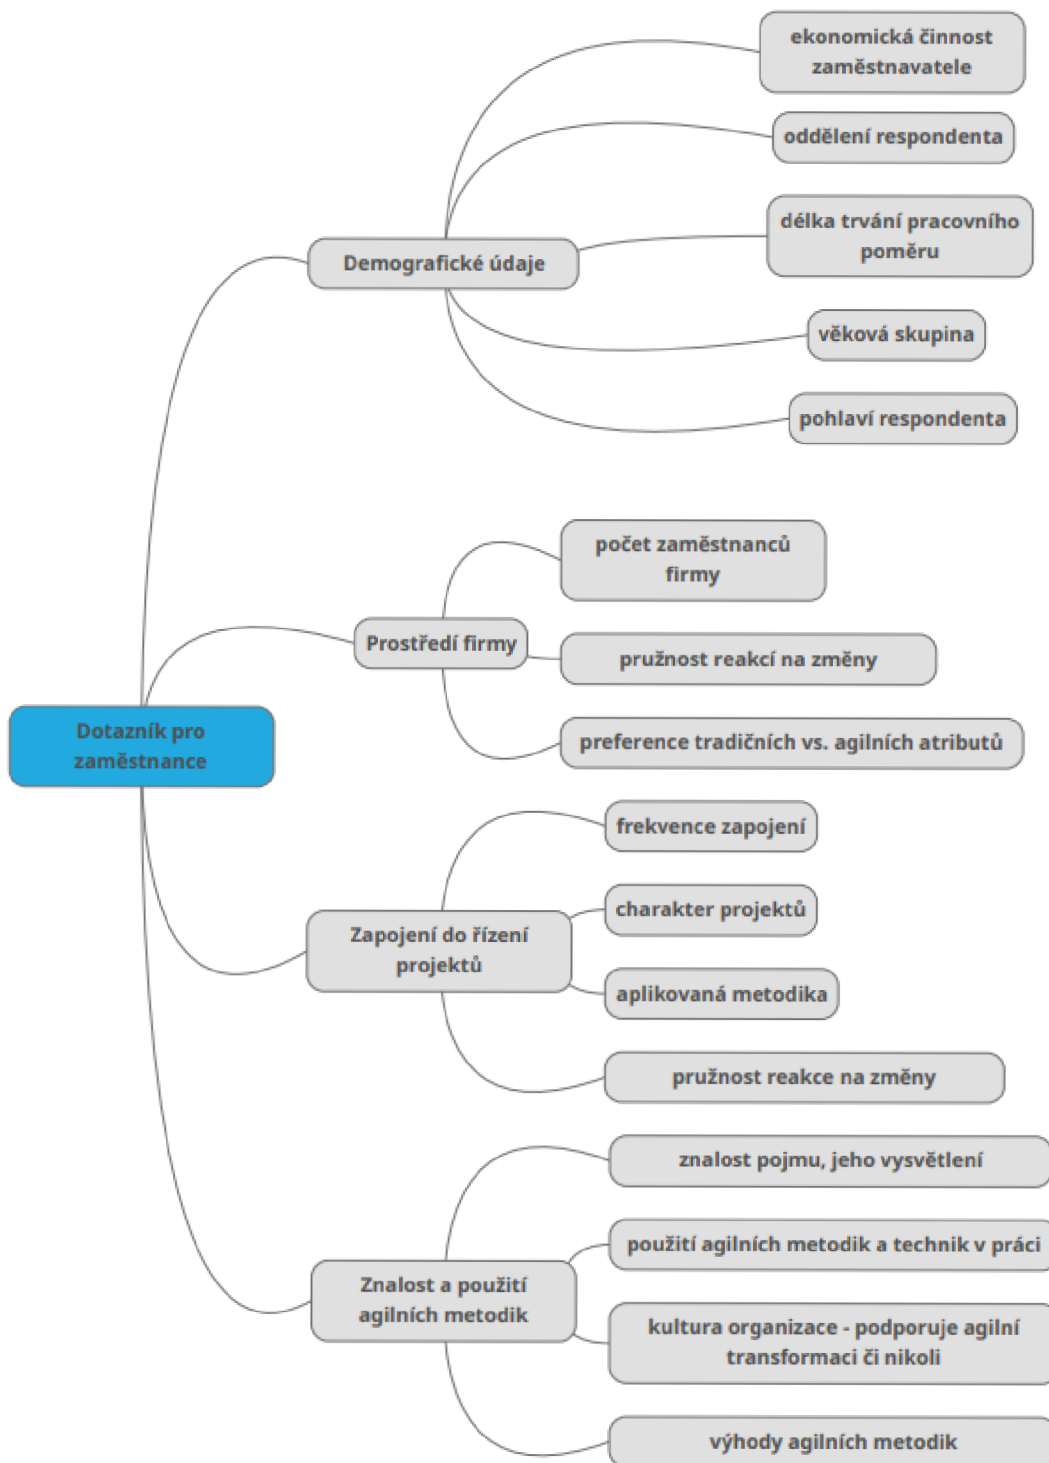 ekonomická činnost
zaměstnavatele
oddělení respondenta
délka trvání pracovního
poměru
Demografické údaje
věková skupina
pohlaví respondenta
počet zaměstnanců
firmy
Prostředí firmy
pružnost reakcí na změny
preference tradičních vs. agilních atributů
Dotazník pro
zaměstnance
frekvence zapojení
charakter projektů
Zapojení do řízení
projektů
aplikovaná metodika
pružnost reakce na změny
znalost pojmu, jeho vysvětlení
použití agilních metodik a technik v práci
Znalost a použití
agilních metodik
kultura organizace - podporuje agilní
transformaci či nikoli
výhody agilních metodik